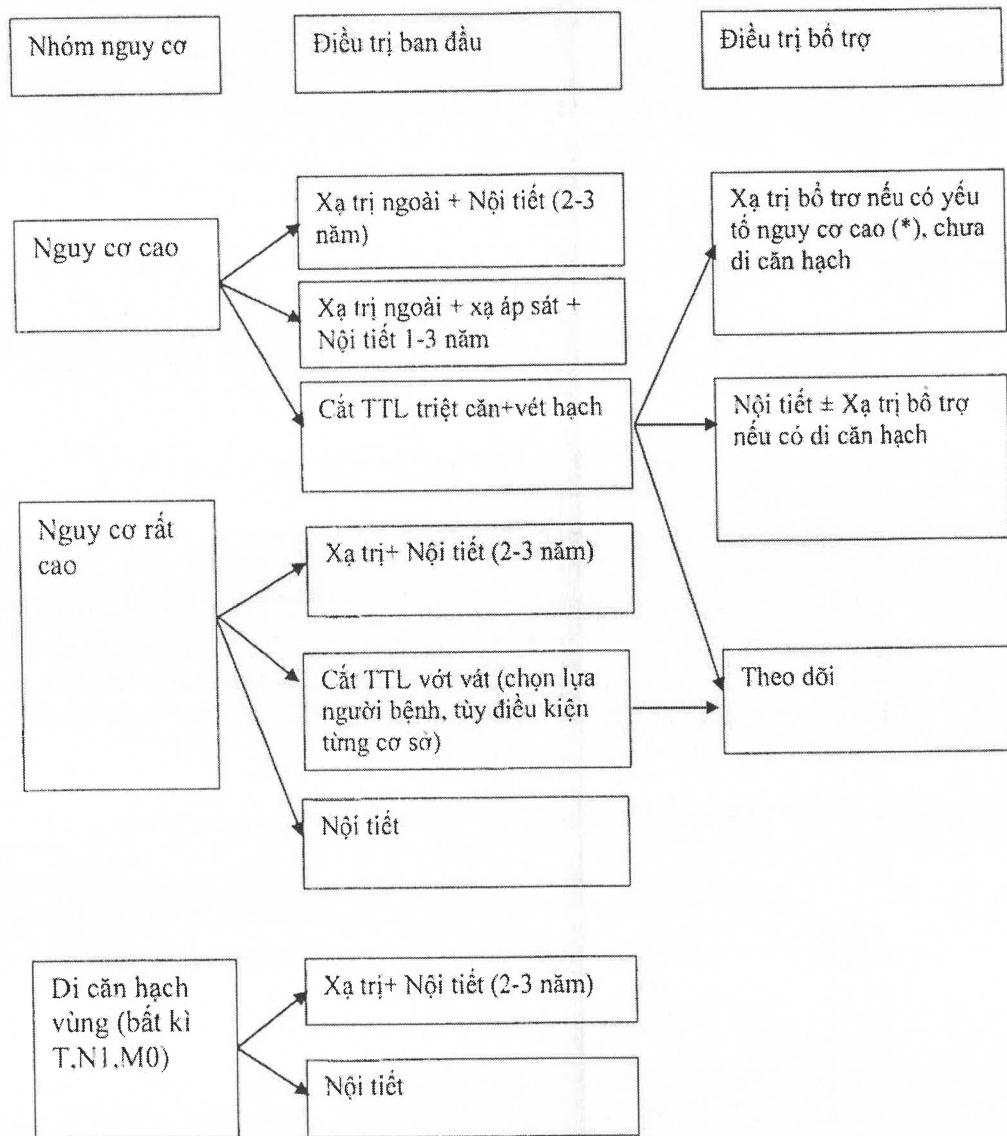 Nhóm nguy cơ
Điều trị ban đầu
Điều trị bổ trợ
Nguy cơ cao
Xạ trị ngoài + Nội tiết (2-3
năm)
Xạ trị ngoài + xạ áp sát +
Nội tiết 1-3 năm
Cắt TTL triệt căn+vét hạch
Xạ trị bổ trơ nếu có yếu
tố nguy cơ cao (*), chưa
di căn hạch
Nội tiết ± Xạ trị bổ trợ
nếu có di căn hạch
Theo dõi
Nguy cơ rất
cao
Xạ trị+ Nội tiết (2-3 năm)
Cắt TTL vớt vát (chọn lựa
người bệnh, tùy điều kiện
từng cơ sở)
Nội tiết
Di căn hạch
vùng (bất kì
T,N1,M0)
Xạ trị+ Nội tiết (2-3 năm)
Nội tiết